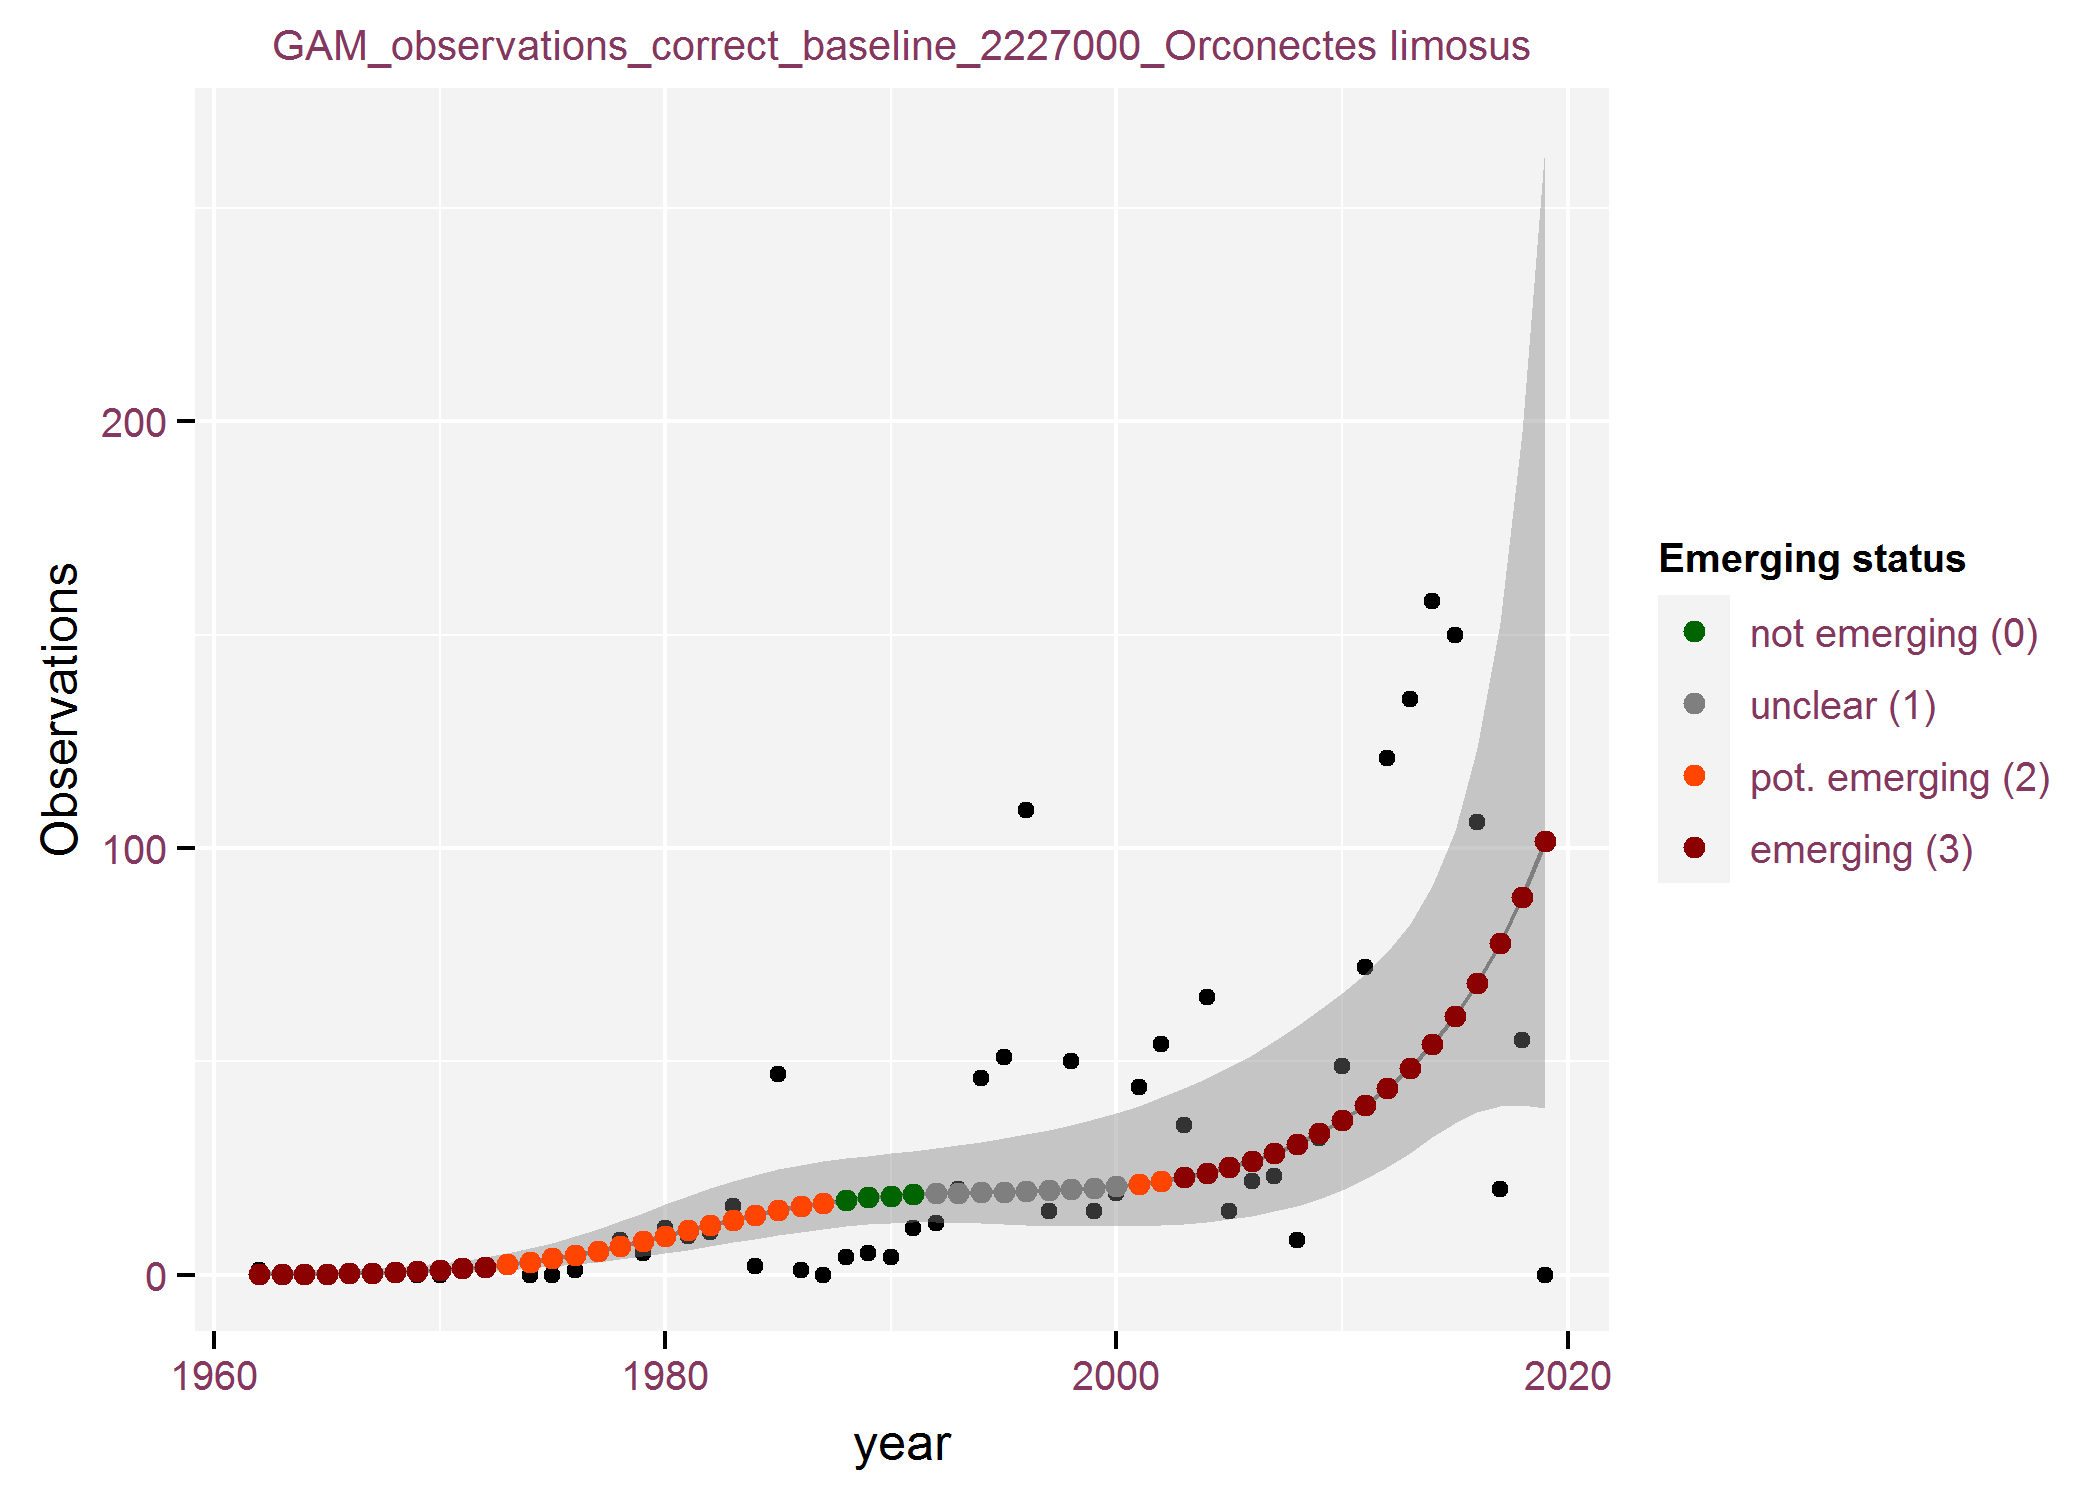 GAM_observations_correct_baseline_2227000_Orconectes limosus
Observations
200
100
0
1960
1980
2000
2020
year
Emerging status
not emerging (0)
unclear (1)
pot. emerging (2)
emerging (3)